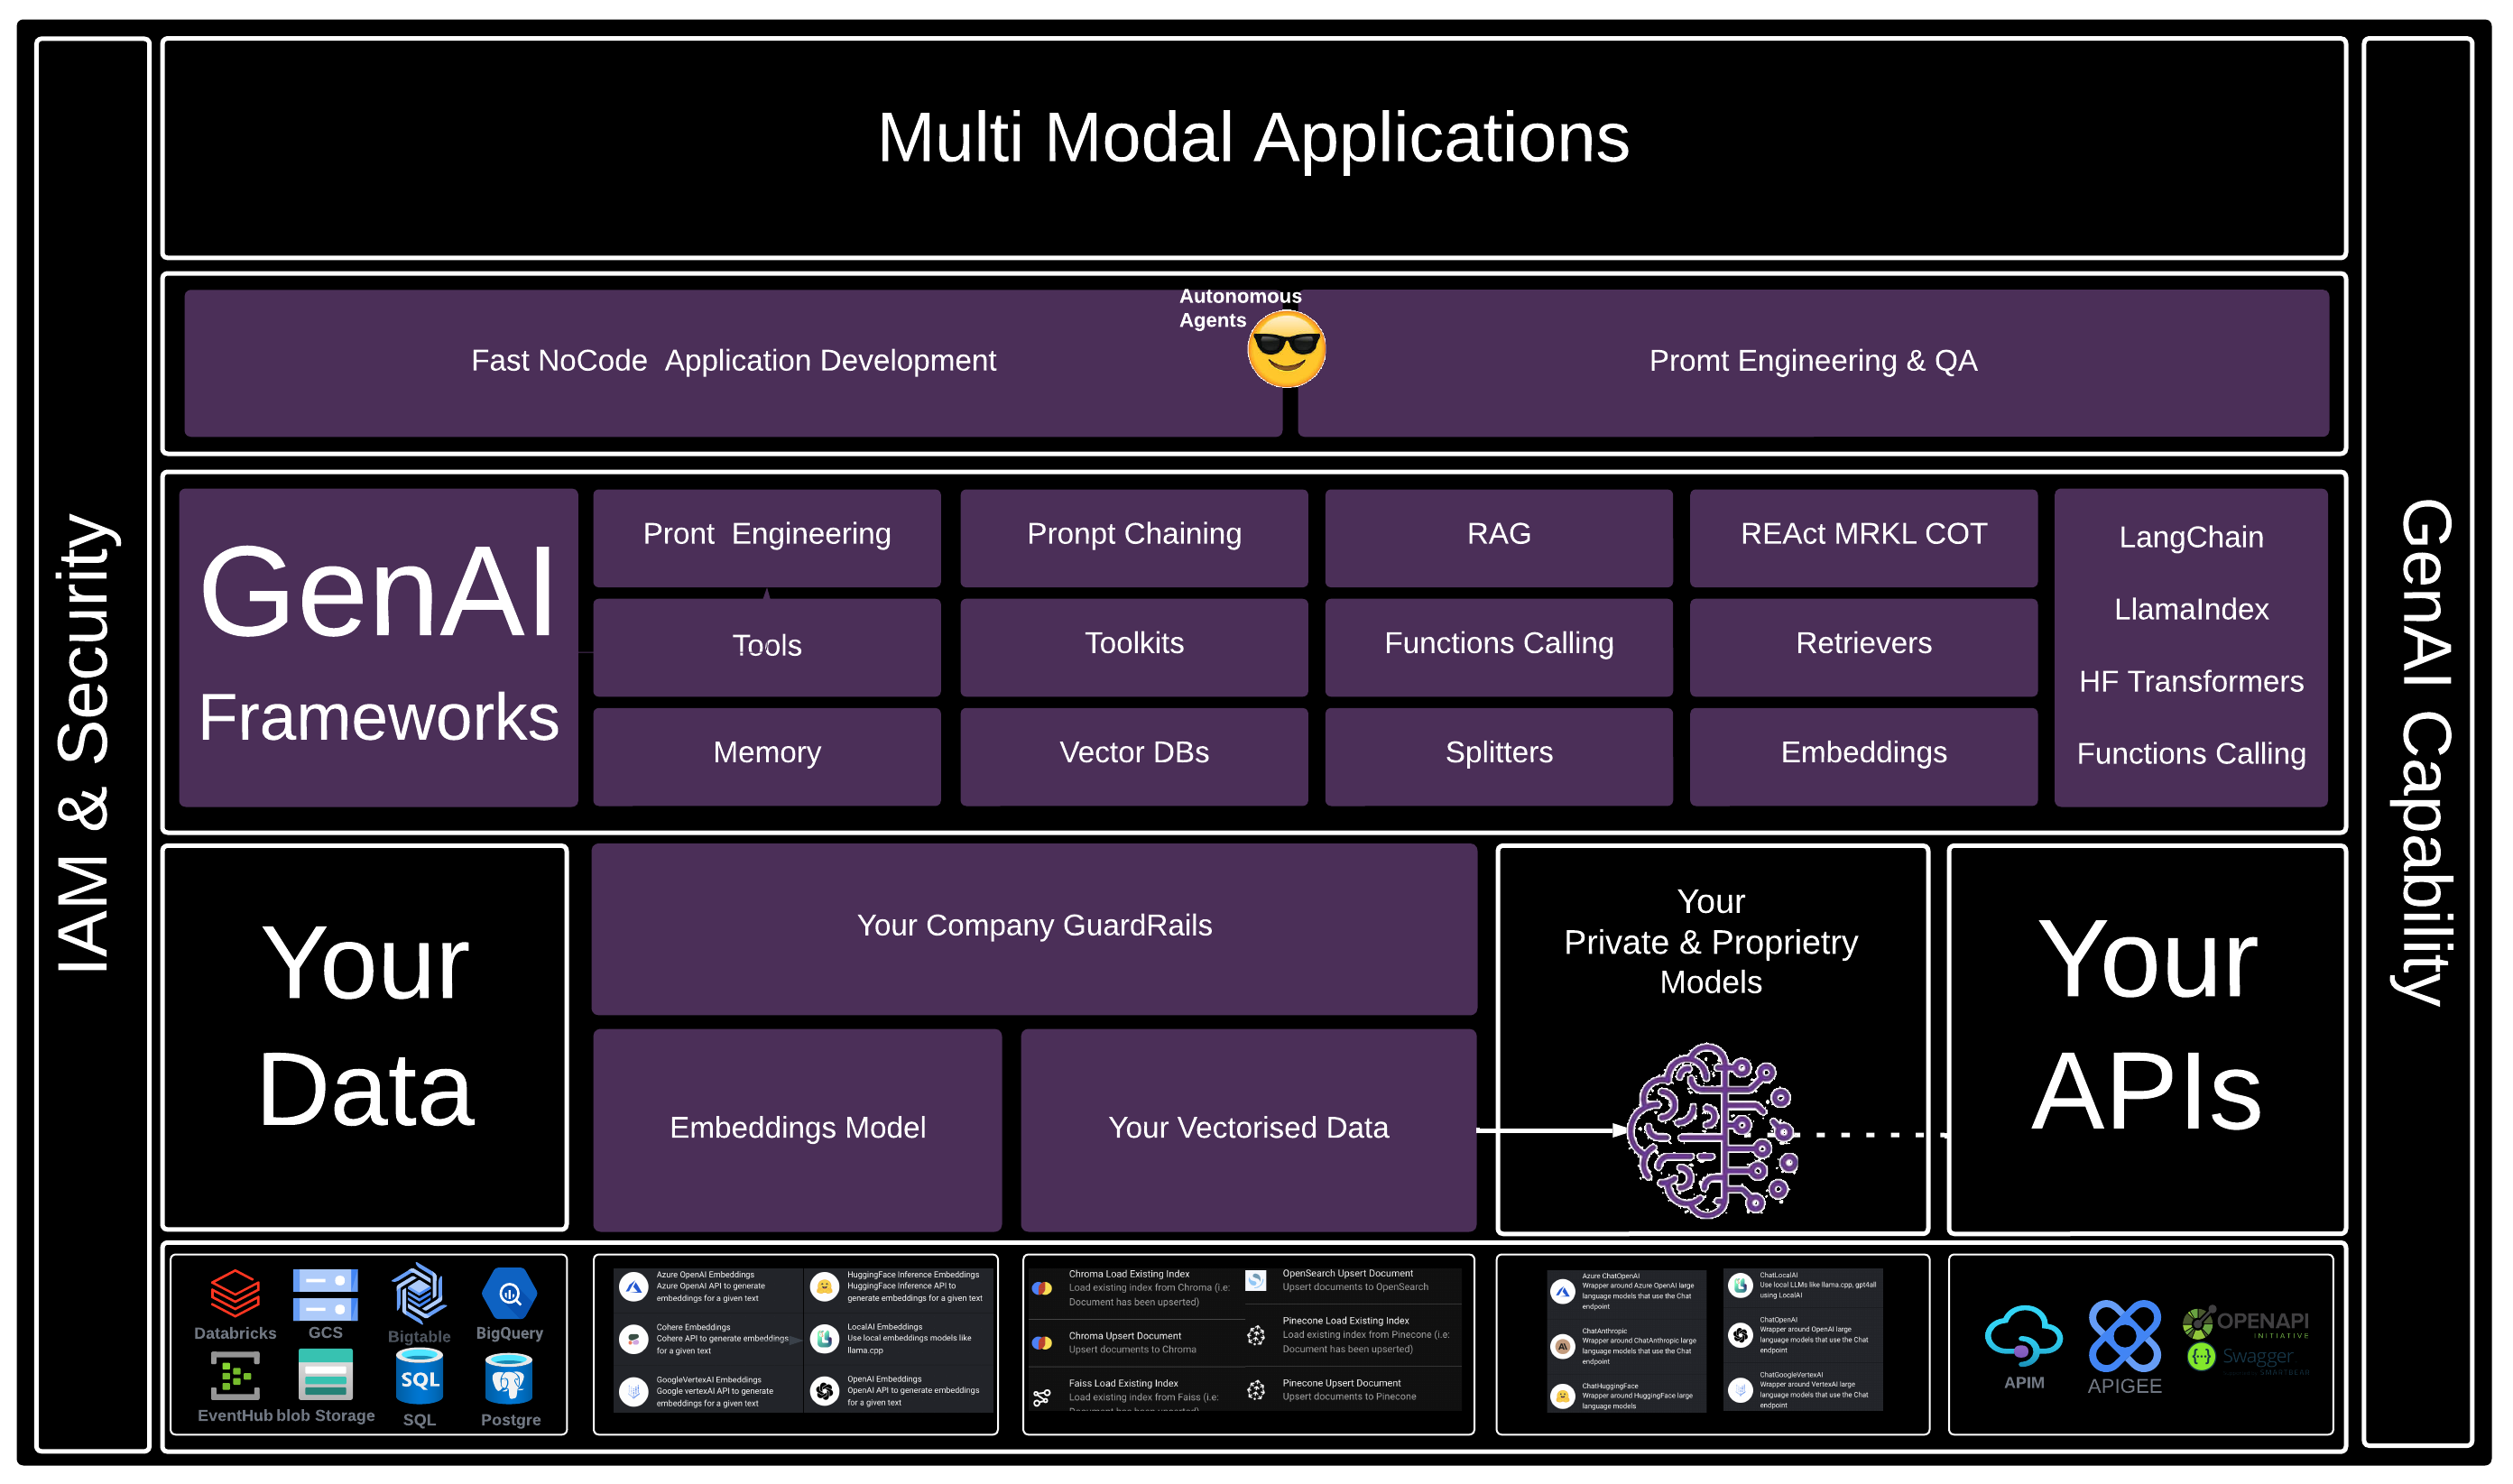 Multi Modal Applications
IAM & Security
GenAI Capabillity
Autonomous
Agents
Fast NoCode  Application Development
Promt Engineering & QA
GenAI
Frameworks
Pront  Engineering
Pronpt Chaining
RAG
REAct MRKL COT
Tools
Toolkits
Functions Calling
Retrievers
Memory
Vector DBs
Splitters
Embeddings
LangChain
LlamaIndex
HF Transformers
Functions Calling
Your
Data
Your Company GuardRails
Embeddings Model
Your Vectorised Data
Your
Private & Proprietry
Models
Your
APIs
Databricks
GCS
Bigtable
BigQuery
EventHub
blob Storage
SQL
SQL
Postgre
Azure OpenAI Embeddings
Azure OpenAI API to generate
embeddings for a given text
Cohere Embeddings
Cohere API to generate embeddings
for a given text
GoogleVertexAI Embeddings
Google vertexAI API to generate
embeddings for a given text
HuggingFace Inference Embeddings
HuggingFace Inference API to
generate embeddings for a given text
LocalAI Embeddings
Use local embeddings models like
llama.cpp
OpenAI Embeddings
OpenAI API to generate embeddings
for a given text
Chroma Load Existing Index
Load existing index from Chroma (i.e:
Document has been upserted)
Chroma Upsert Document
Upsert documents to Chroma
Faiss Load Existing Index
Load existing index from Faiss (i.e:
Document has been upserted)
OpenSearch Upsert Document
Upsert documents to OpenSearch
Pinecone Load Existing Index
Load existing index from Pinecone (i.e:
Document has been upserted)
Pinecone Upsert Document
Upsert documents to Pinecone
Azure ChatOpenAI
Wrapper around Azure OpenAI large
language models that use the Chat
endpoint
ChatAnthropic
Wrapper around ChatAnthropic large
language models that use the Chat
endpoint
ChatHuggingFace
Wrapper around HuggingFace large
language models
ChatLocalAI
Use local LLMs like llama.cpp, gpt4all
using LocalAI
ChatOpenAI
Wrapper around OpenAI large
language models that use the Chat
endpoint
ChatGoogleVertexAI
Wrapper around VertexAI large
language models that use the Chat
endpoint
APIM
APIGEE
OPENAPI
INITIATIVE
Swagger
SMARTBEAR